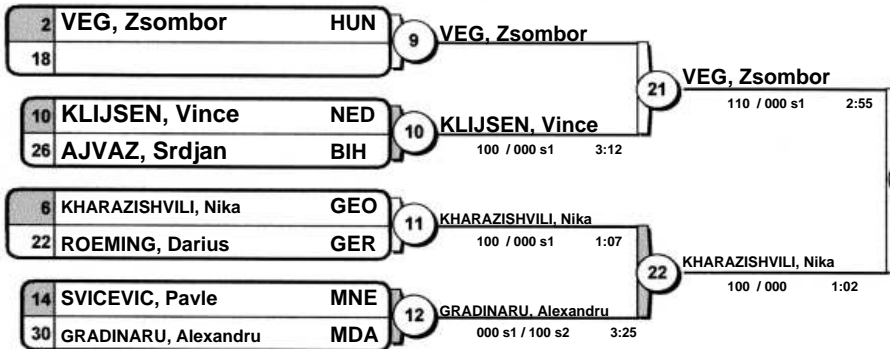 2 VEG, Zsombor HUN
18
9
VEG, Zsombor
10 KLIJSEN, Vince NED
26 AJVAZ, Srdjan BIH
10
KLIJSEN, Vince
100 / 000 s1 3:12
21
VEG, Zsombor
110 / 000 s1 2:55
6 KHARAZISHVILI, Nika GEO
22 ROEMING, Darius GER
11
KHARAZISHVILI, Nika
100 / 000 s1 1:07
14 SVICEVIC, Pavle MNE
30 GRADINARU, Alexandru MDA
12
GRADINARU, Alexandru
000 s1 / 100 s2 3:25
22
KHARAZISHVILI, Nika
100 / 000 1:02